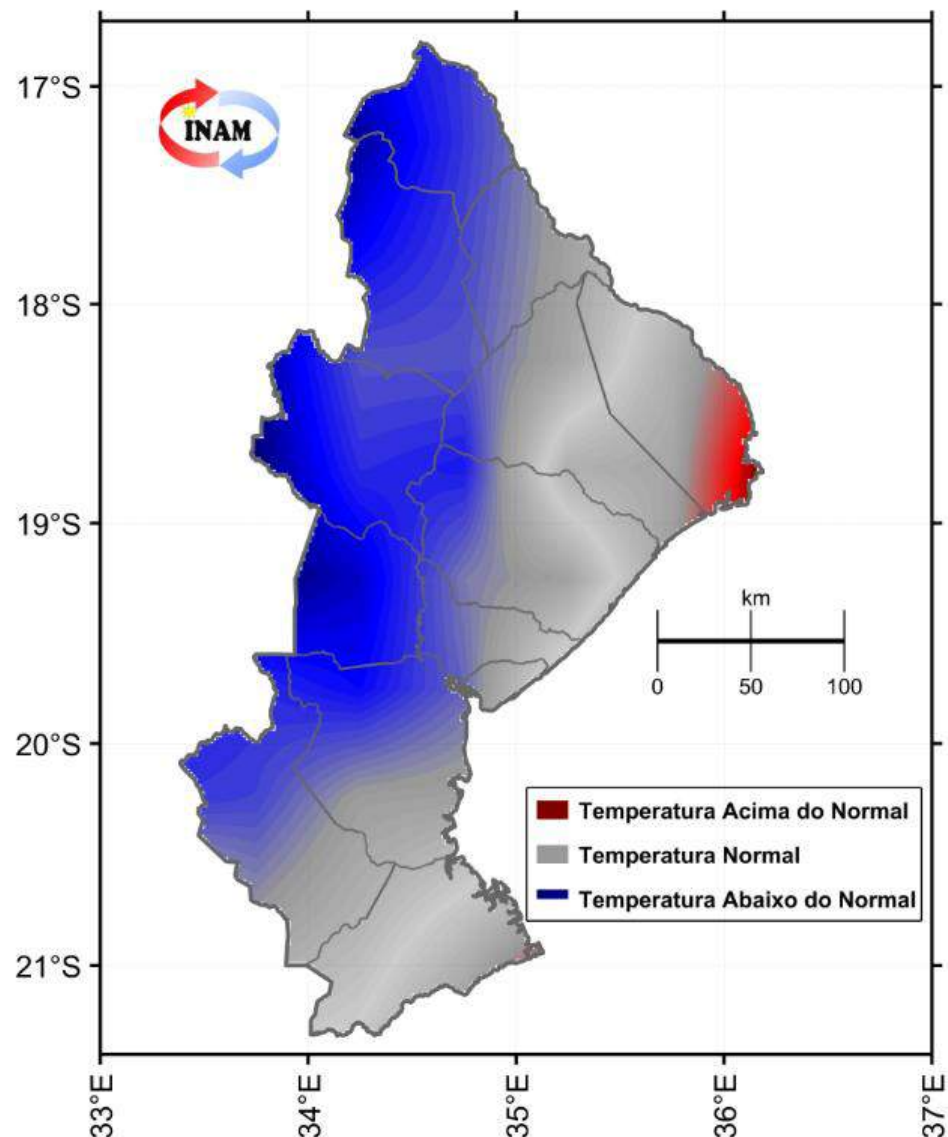 17°S
INAM
18°S
19°S
km
0 50 100
20°S
Temperatura Acima do Normal
Temperatura Normal
Temperatura Abaixo do Normal
21°S
33°E 34°E 35°E 36°E 37°E